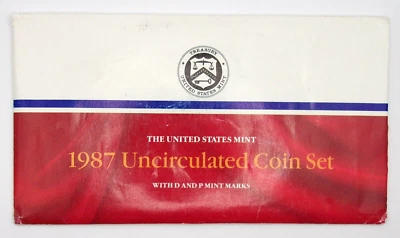 TREASURY
UNITED STATES MINT
THE UNITED STATES MINT
1987 Uncirculated Coin Set
WITH D AND P MINT MARKS